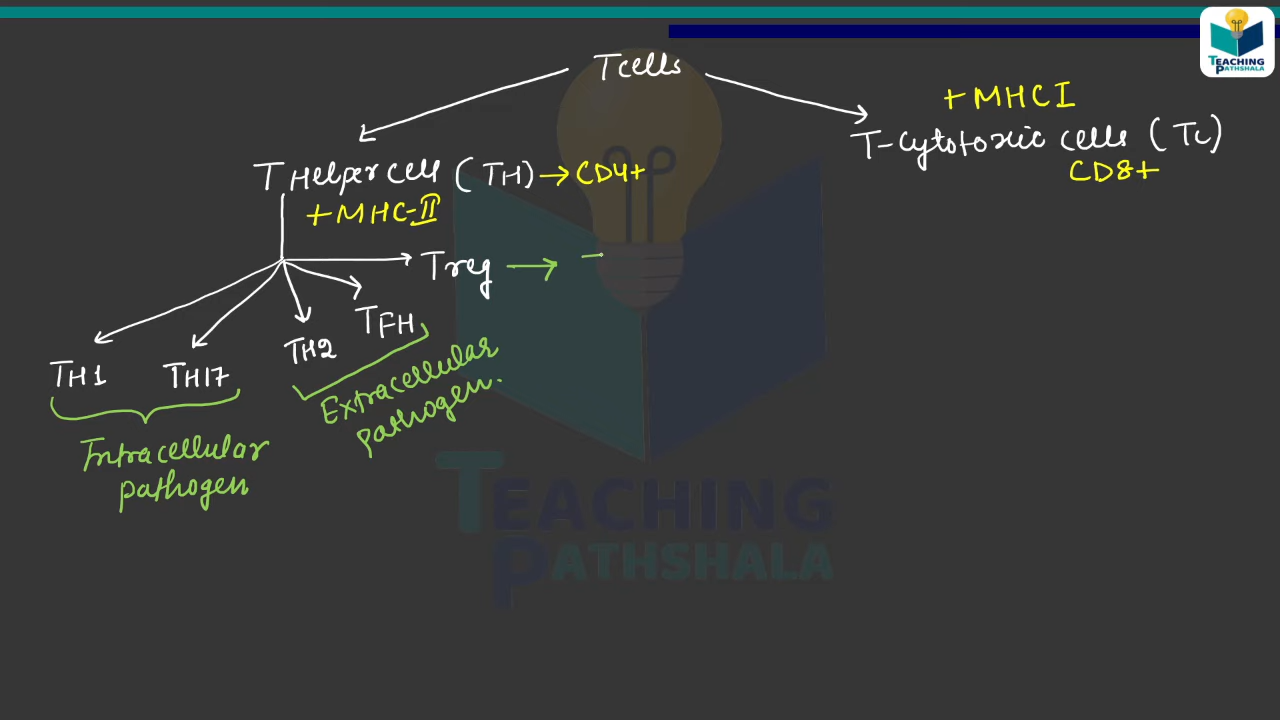 TEACHING
PATHSHALA
T cells
+ MHC I
T-Cytotoxic cells (Tc)
CD8+
T Helper cell (TH) → CD4+
+ MHC-II
Treg →
TFH
TH2
TH1
TH17
Extracellular
pathogen.
Intracellular
pathogen
TEACHING
PATHSHALA